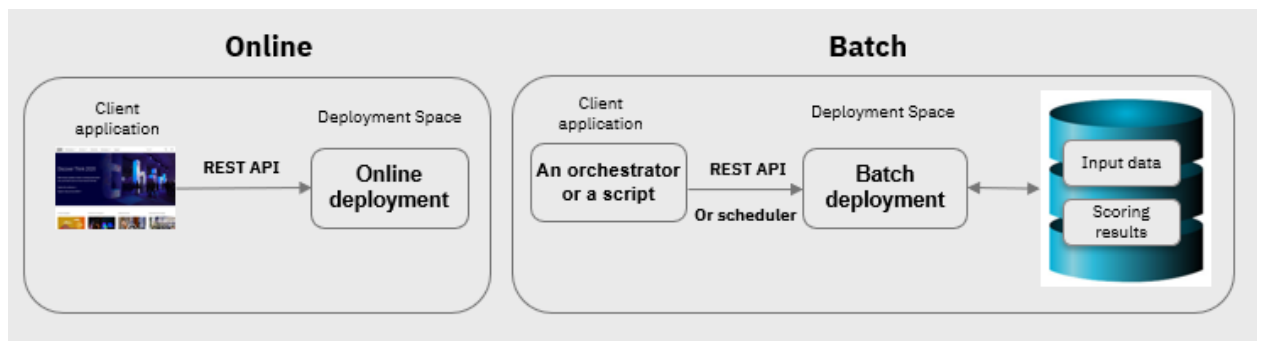 Online
Client
application
REST API
Deployment Space
Online
deployment
Batch
Client
application
An orchestrator
or a script
REST API
Or scheduler
Deployment Space
Batch
deployment
Input data
Scoring
results